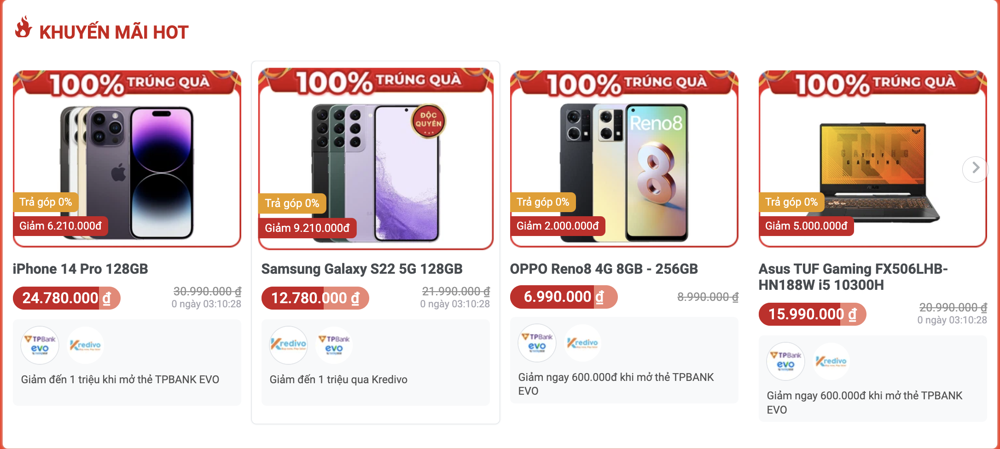 KHUYẾN MÃI HOT
100% TRÚNG QUÀ
Trả góp 0%
Giảm 6.210.000đ
iPhone 14 Pro 128GB
24.780.000 ₫
30.990.000 ₫
0 ngày 03:10:28
TPBank
evo
Kredivo
Giảm đến 1 triệu khi mở thẻ TPBANK EVO
100% TRÚNG QUÀ
ĐỘC
QUYỀN
Trả góp 0%
Giảm 9.210.000đ
Samsung Galaxy S22 5G 128GB
12.780.000 ₫
21.990.000 ₫
0 ngày 03:10:28
Kredivo
TPBank
evo
Giảm đến 1 triệu qua Kredivo
100% TRÚNG QUÀ
Reno8
8
Trả góp 0%
Giảm 2.000.000đ
OPPO Reno8 4G 8GB - 256GB
6.990.000 ₫
8.990.000 ₫
TPBank
evo
Kredivo
Giảm ngay 600.000đ khi mở thẻ TPBANK
EVO
100% TRÚNG QUÀ
TUF
GAMING
TUF
GAMING
Trả góp 0%
Giảm 5.000.000đ
Asus TUF Gaming FX506LHB-
HN188W i5 10300H
15.990.000 ₫
20.990.000 ₫
0 ngày 03:10:28
TPBank
evo
Kredivo
Giảm ngay 600.000đ khi mở thẻ TPBANK
EVO